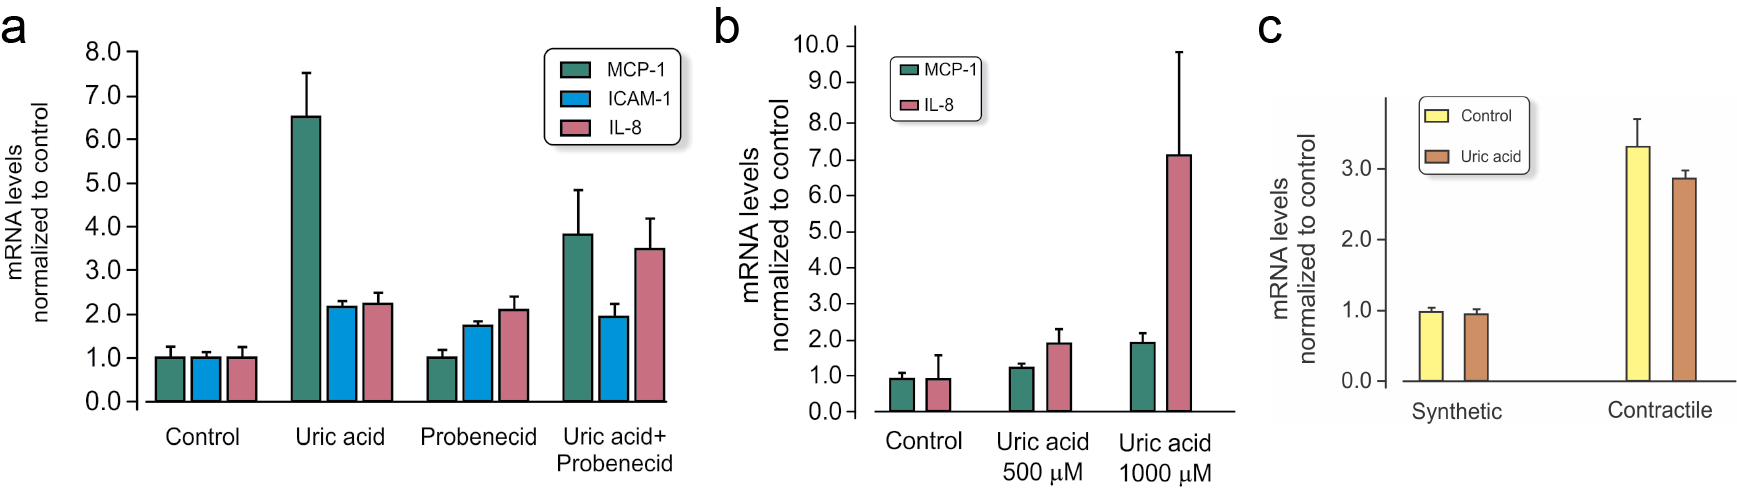 a
mRNA levels
normalized to control
8.0
7.0
6.0
5.0
4.0
3.0
2.0
1.0
0.0
MCP-1
ICAM-1
IL-8
Control
Uric acid
Probenecid
Uric acid+
Probenecid
b
mRNA levels
normalized to control
10.0
9.0
8.0
7.0
6.0
5.0
4.0
3.0
2.0
1.0
0.0
MCP-1
IL-8
Control
Uric acid
500 μM
Uric acid
1000 μM
c
mRNA levels
normalized to control
3.0
2.0
1.0
0.0
Control
Uric acid
Synthetic
Contractile